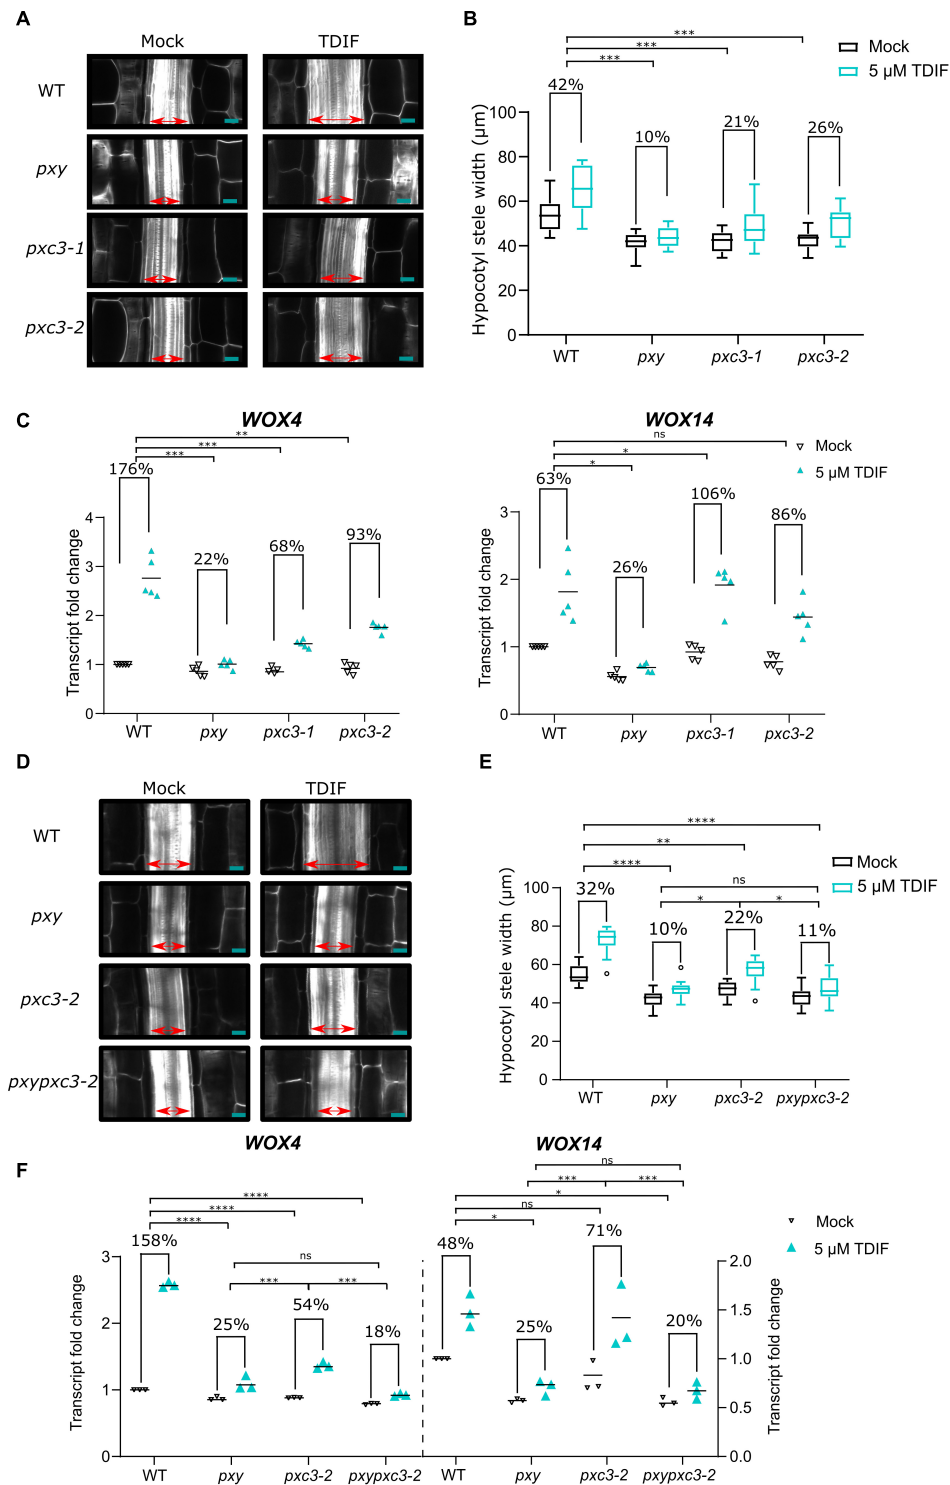 A
Mock
TDIF
WT
pxy
pxc3-1
pxc3-2
B
Mock
5 µM TDIF
***
***
***
42%
10%
21%
26%
Hypocotyl stele width (µm)
100
80
60
40
20
0
WT
pxy
pxc3-1
pxc3-2
C
WOX4
**
***
***
176%
22%
68%
93%
Transcript fold change
4
3
2
1
0
WT
pxy
pxc3-1
pxc3-2
WOX14
ns
*
*
Mock
5 µM TDIF
63%
26%
106%
86%
Transcript fold change
3
2
1
0
WT
pxy
pxc3-1
pxc3-2
D
Mock
TDIF
WT
pxy
pxc3-2
pxypxc3-2
E
****
**
****
ns
*
*
Mock
5 µM TDIF
32%
10%
22%
11%
Hypocotyl stele width (µm)
100
80
60
40
20
0
WT
pxy
pxc3-2
pxypxc3-2
F
WOX4
****
****
****
ns
***
***
158%
25%
54%
18%
Transcript fold change
3
2
1
0
WT
pxy
pxc3-2
pxypxc3-2
WOX14
ns
***
***
*
ns
*
Mock
5 µM TDIF
48%
25%
71%
20%
2.0
1.5
1.0
0.5
0.0
Transcript fold change
WT
pxy
pxc3-2
pxypxc3-2